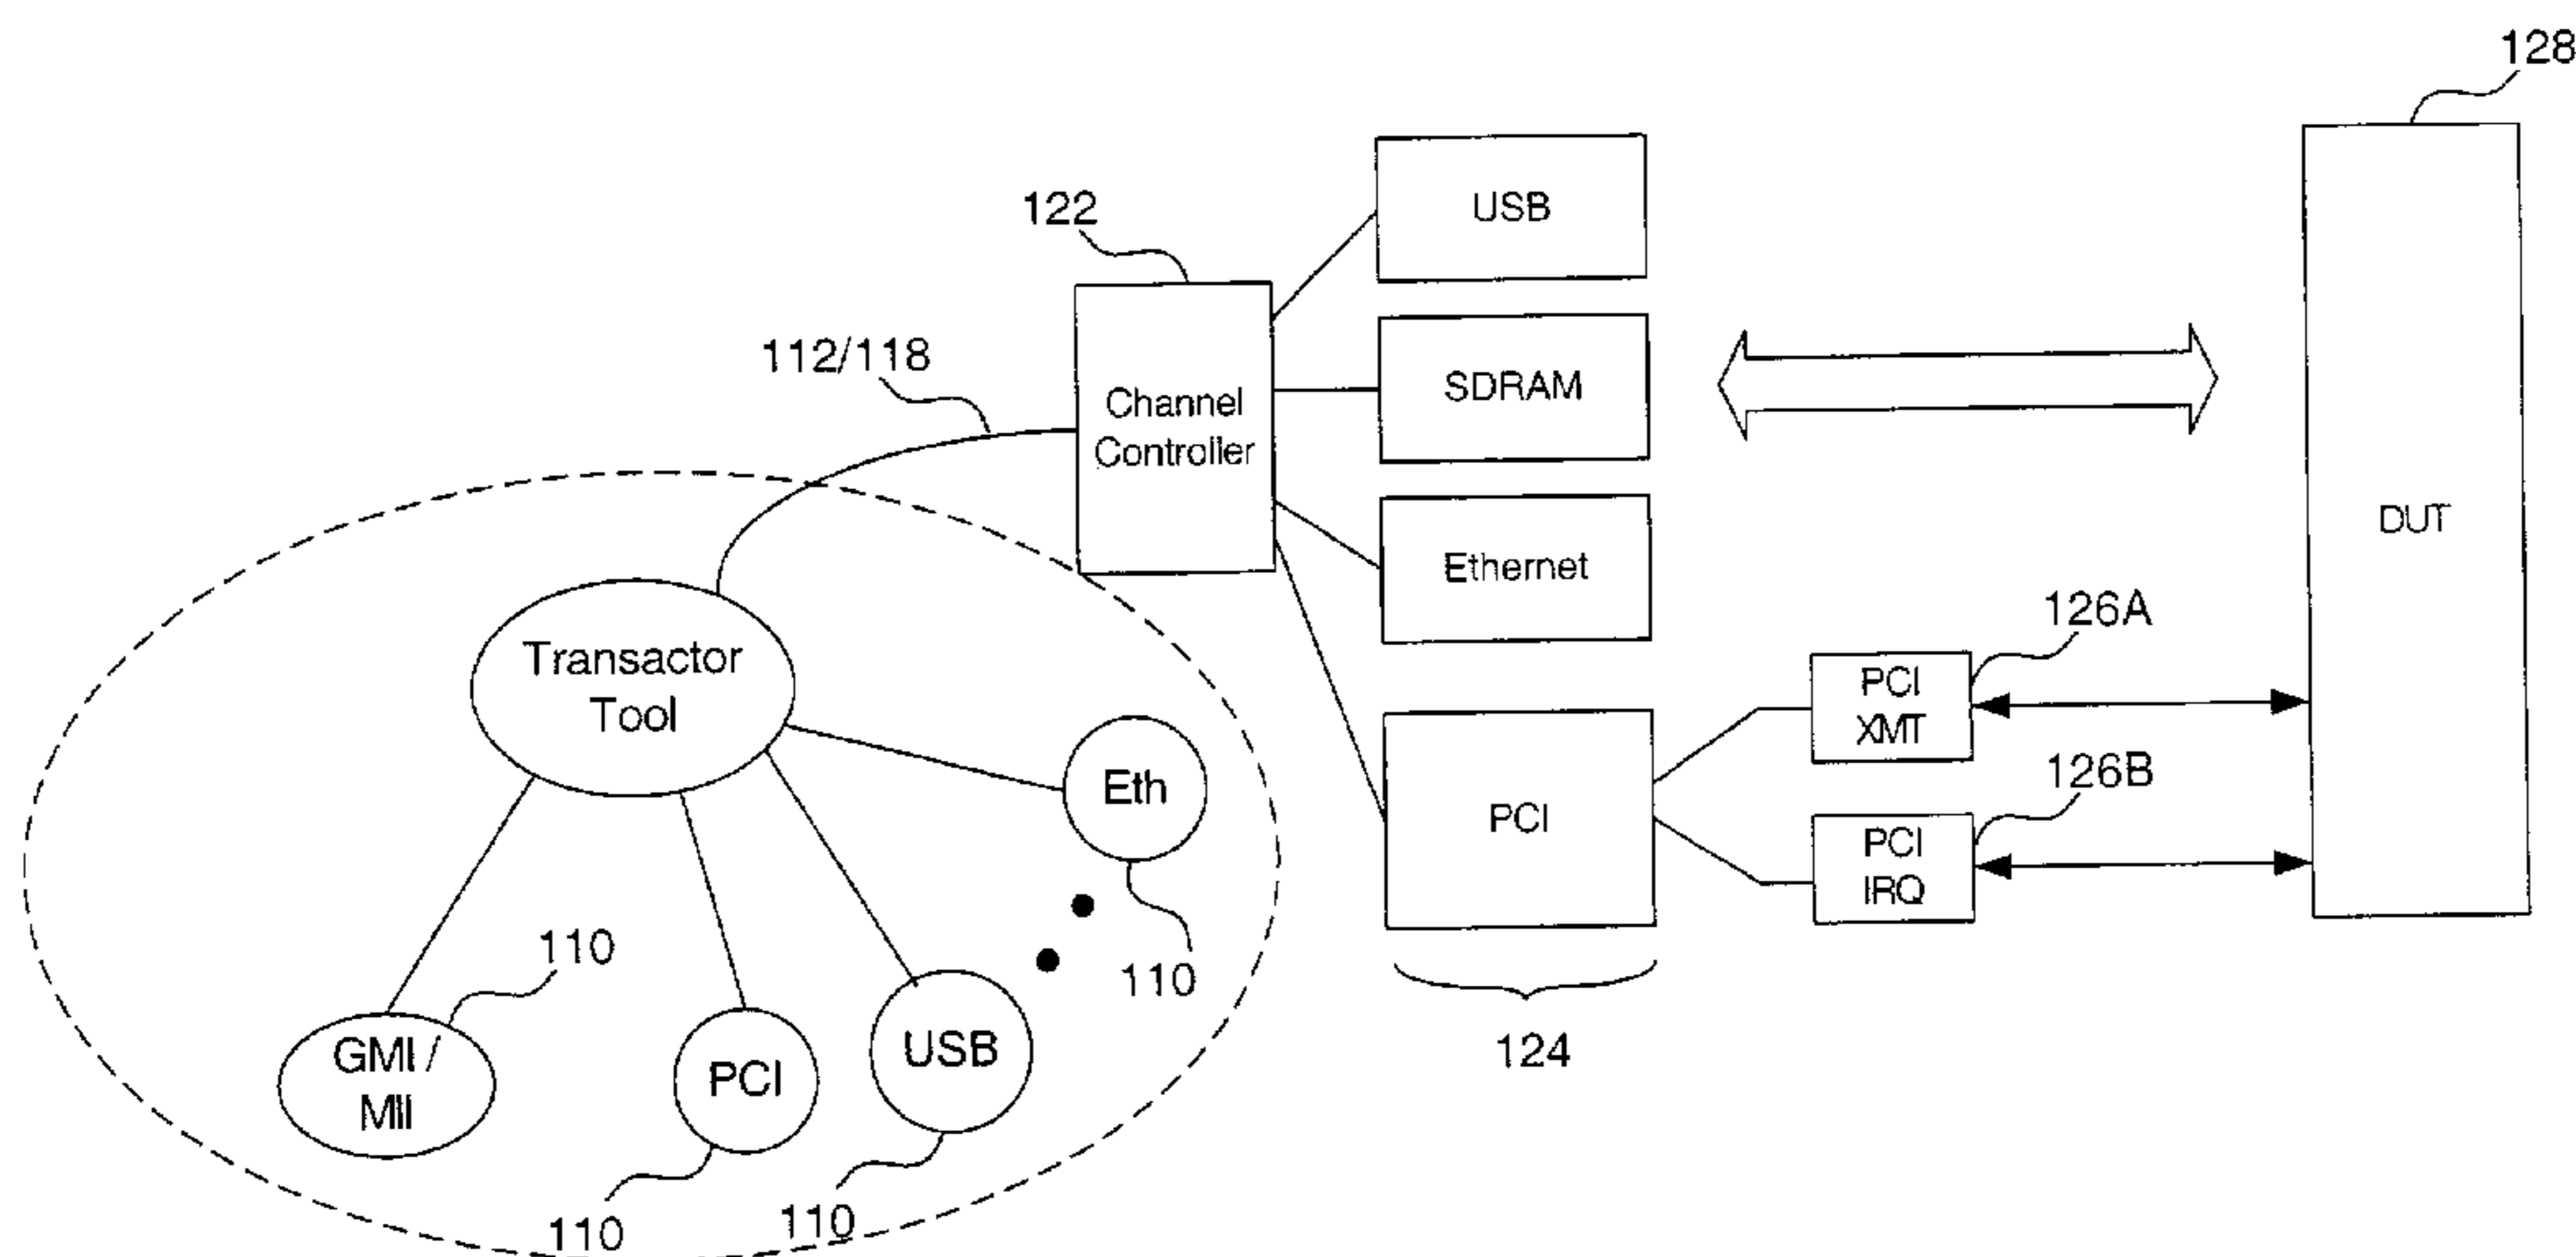 128
USB
122
112/118
Channel
Controller
SDRAM
DUT
Ethernet
Transactor
Tool
126A
PCI
XMT
Eth
126B
PCI
PCI
IRQ
110
110
GMI /
MII
PCI
USB
124
110
110